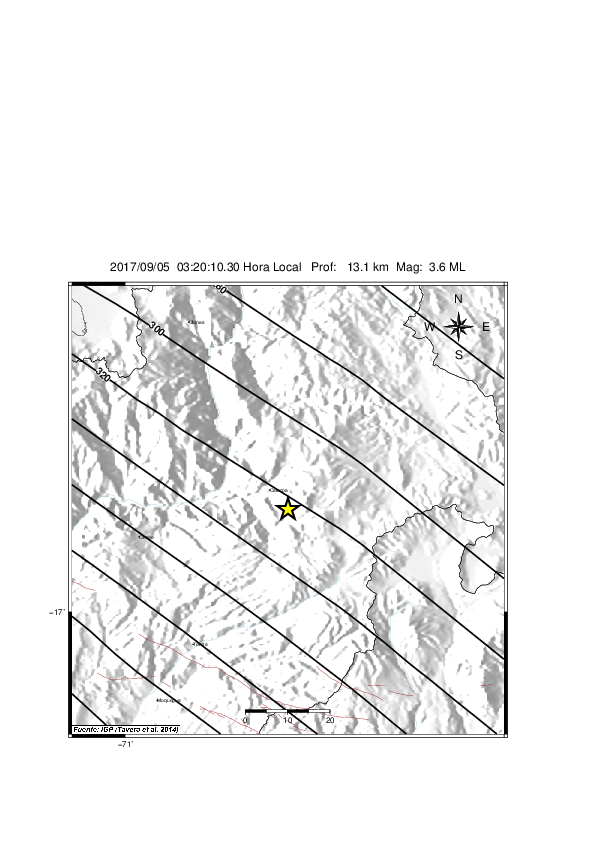 2017/09/05 03:20:10.30 Hora Local Prof: 13.1 km Mag: 3.6 ML
N
W E
S
300
320
−17˚
0 10 20
Fuente: IGP (Tavera et al. 2014)
−71˚